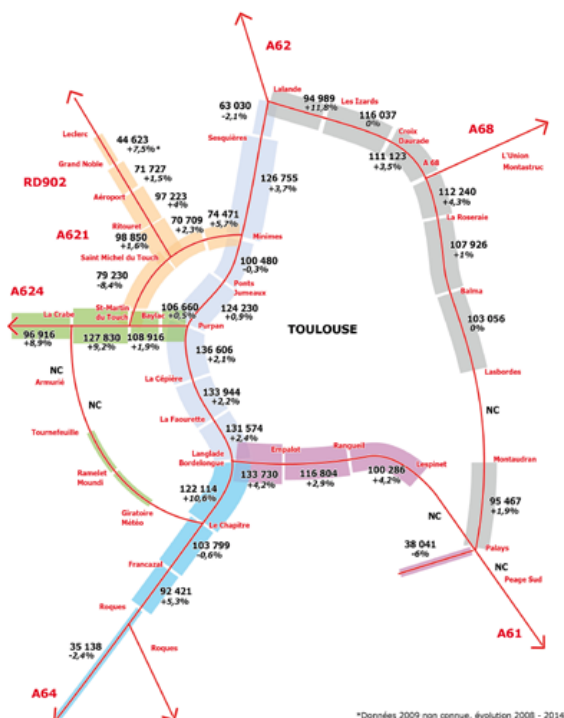 A62
Lalande
94 989
+11,8%
Les Izards
116 037
0%
63 030
-2,1%
Sesquières
Croix
Daurade
A68
111 123
+3,5%
A 68
L'Union
Montastruc
Leclerc
44 623
+7,5%*
Grand Noble
71 727
+1,5%
RD902
Aéroport
97 223
+4%
126 755
+3,7%
112 240
+4,3%
La Roseraie
Ritouret
98 850
+1,6%
A621
70 709
+2,3%
74 471
+5,7%
Minimes
Saint Michel du Touch
107 926
+1%
79 230
-8,4%
100 480
-0,3%
Ponts
Jumeaux
Balma
A624
La Crabe
St-Martin
du Touch
Baylac
106 660
+0,5%
124 230
+0,9%
Purpan
TOULOUSE
103 056
0%
96 916
+8,9%
127 830
+9,2%
108 916
+1,9%
136 606
+2,1%
Lasbordes
NC
Armurié
La Cépière
133 944
+2,2%
NC
NC
La Faourette
Tournefeuille
131 574
+2,4%
Langlade
Bordelongue
Empalot
Rangueil
133 730
+4,2%
116 804
+2,9%
100 286
+4,2%
Lespinet
Montaudran
Ramelet
Moundi
122 114
+10,6%
95 467
+1,9%
Giratoire
Météo
Le Chapitre
NC
103 799
-0,6%
38 041
-6%
Palays
Francazal
NC
Peage Sud
92 421
+5,3%
Roques
A61
35 138
-2,4%
Roques
A64
*Données 2009 non connue, évolution 2008 - 2014